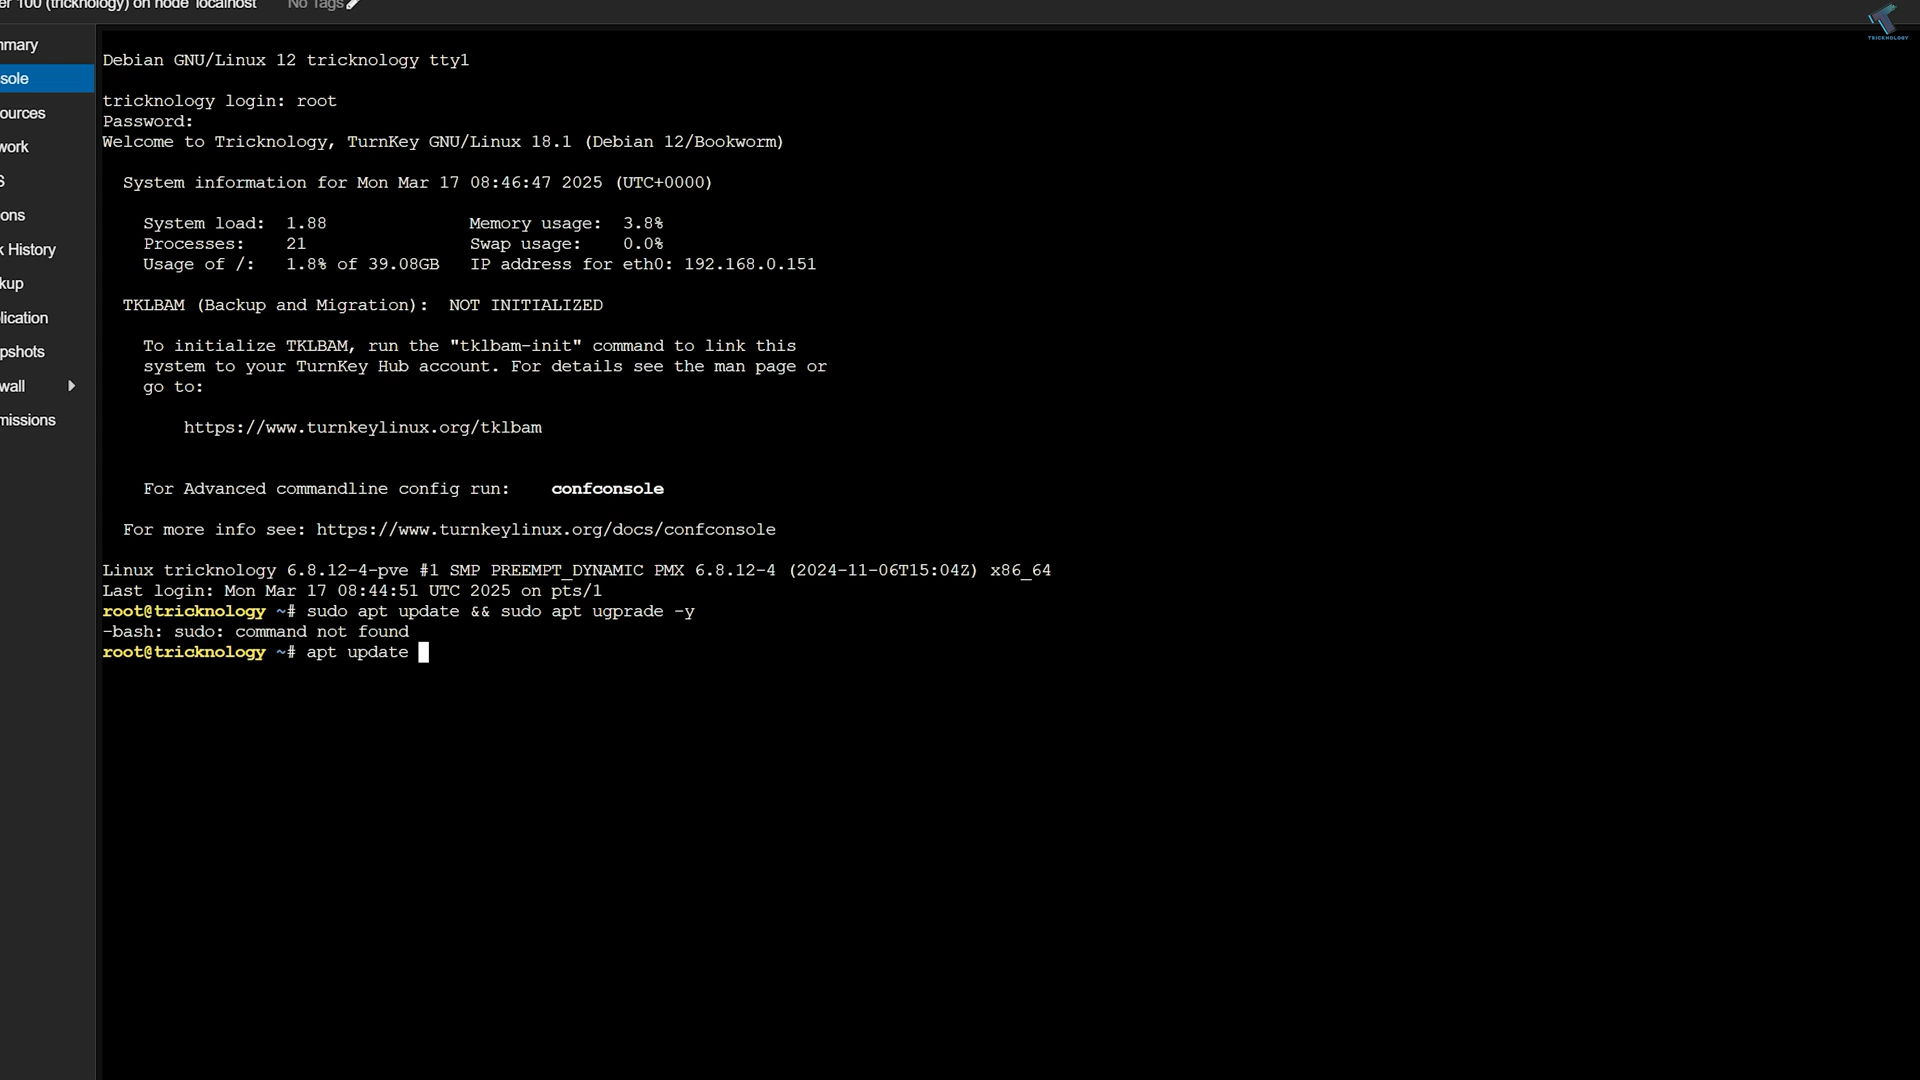 er 100 (tricknology) on node 'localhost' No Tags
TRICKNOLOGY
mmary
sole
ources
work
S
ons
k History
kup
lication
pshots
wall
missions
Debian GNU/Linux 12 tricknology tty1
tricknology login: root
Password:
Welcome to Tricknology, TurnKey GNU/Linux 18.1 (Debian 12/Bookworm)
System information for Mon Mar 17 08:46:47 2025 (UTC+0000)
System load: 1.88 Memory usage: 3.8%
Processes: 21 Swap usage: 0.0%
Usage of /: 1.8% of 39.08GB IP address for eth0: 192.168.0.151
TKLBAM (Backup and Migration): NOT INITIALIZED
To initialize TKLBAM, run the "tklbam-init" command to link this
system to your TurnKey Hub account. For details see the man page or
go to:
https://www.turnkeylinux.org/tklbam
For Advanced commandline config run: confconsole
For more info see: https://www.turnkeylinux.org/docs/confconsole
Linux tricknology 6.8.12-4-pve #1 SMP PREEMPT_DYNAMIC PMX 6.8.12-4 (2024-11-06T15:04Z) x86_64
Last login: Mon Mar 17 08:44:51 UTC 2025 on pts/1
root@tricknology ~# sudo apt update && sudo apt ugprade -y
-bash: sudo: command not found
root@tricknology ~# apt update